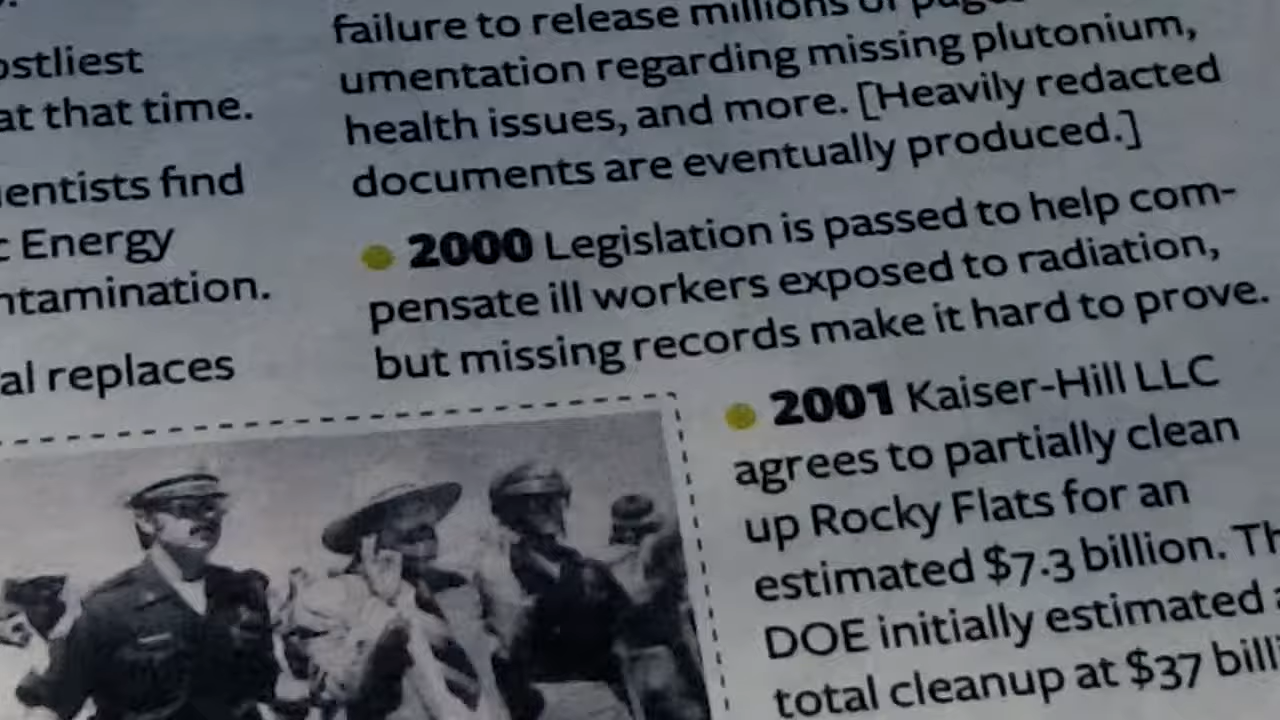 ostliest
at that time.
entists find
c Energy
ntamination.
al replaces
failure to release millions of
umentation regarding missing plutonium,
health issues, and more. [Heavily redacted
documents are eventually produced.]
2000 Legislation is passed to help com-
pensate ill workers exposed to radiation,
but missing records make it hard to prove.
2001 Kaiser-Hill LLC
agrees to partially clean
up Rocky Flats for an
estimated $7.3 billion. Th
DOE initially estimated a
total cleanup at $37 billi